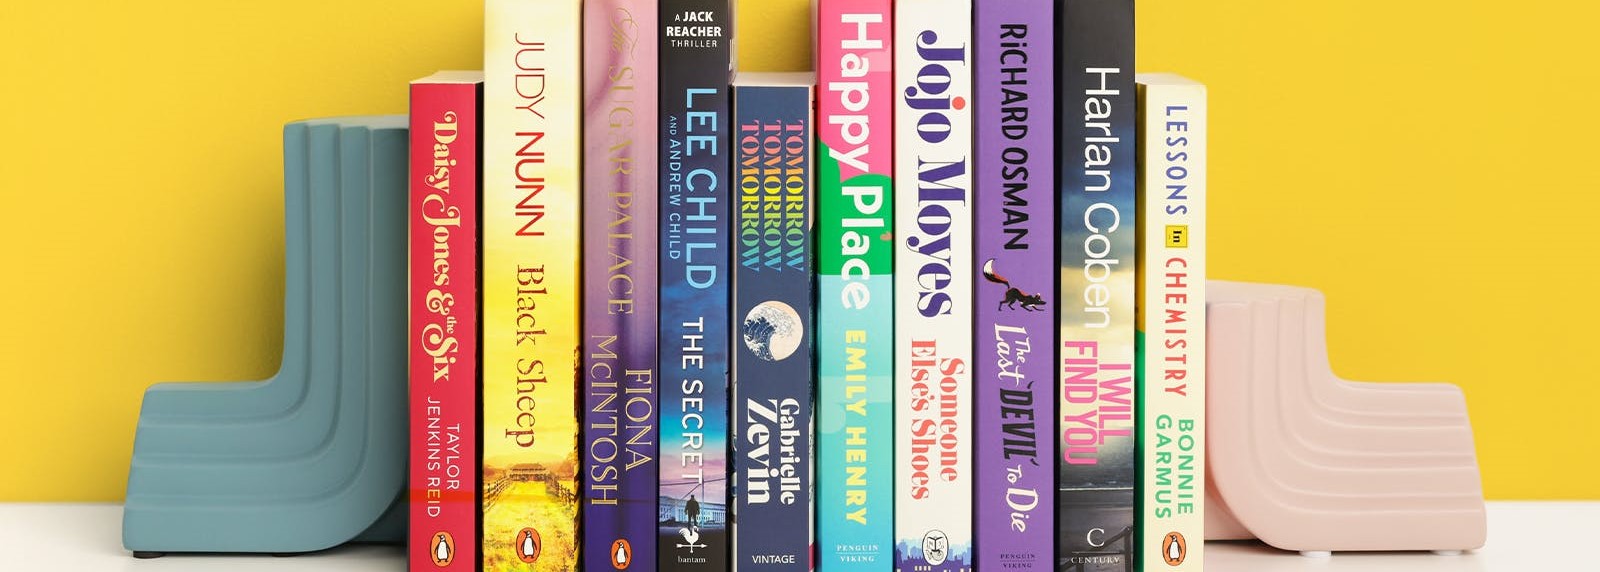 Daisy Jones & the Six
TAYLOR
JENKINS REID
JUDY NUNN Black Sheep
The SUGAR PALACE
FIONA
McINTOSH
A JACK
REACHER
THRILLER
LEE CHILD
AND ANDREW CHILD
THE SECRET
bantam
TOMORROW
TOMORROW
TOMORROW
Gabrielle
Zevin
VINTAGE
Happy Place EMILY HENRY
PENGUIN
VIKING
Jojo Moyes
Someone
Else's Shoes
RiCHARD OSMAN
The
Last DEViL To Die
PENGUIN
VIKING
Harlan Coben
I WILL
FIND YOU
C
CENTURY
LESSONS In CHEMISTRY
BONNIE
GARMUS